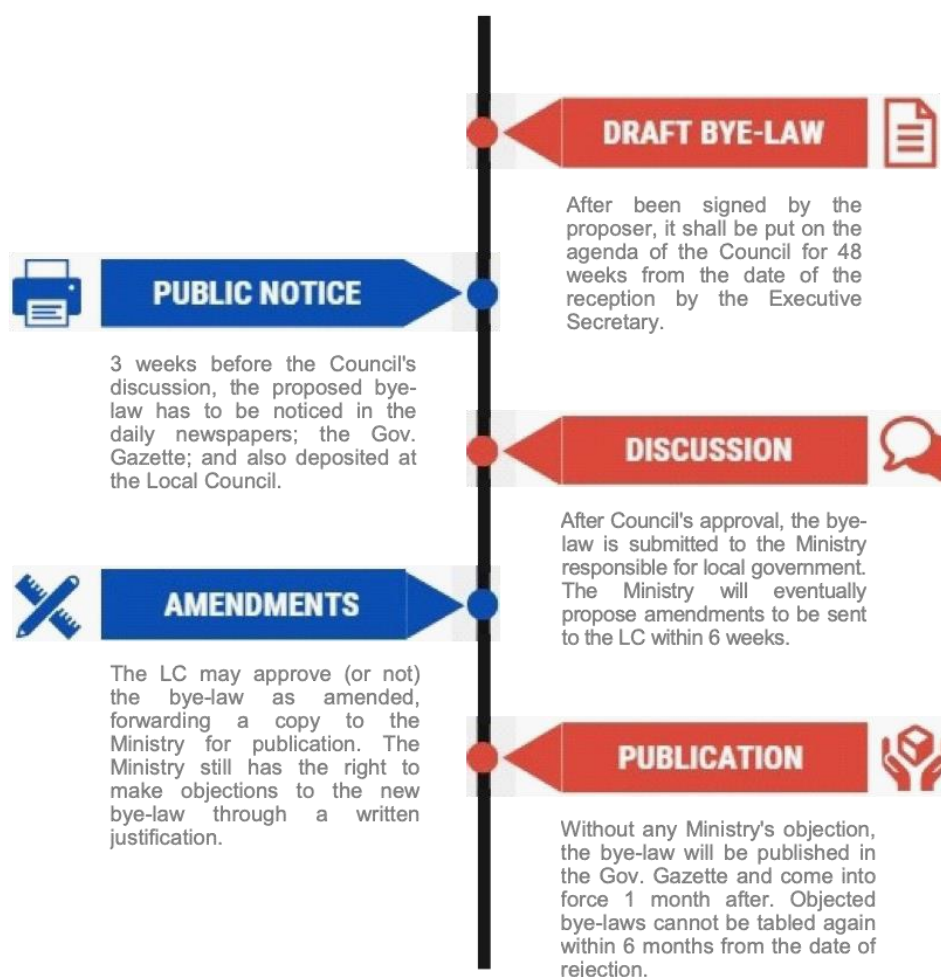 DRAFT BYE-LAW
After been signed by the
proposer, it shall be put on the
agenda of the Council for 48
weeks from the date of the
reception by the Executive
Secretary.
PUBLIC NOTICE
3 weeks before the Council's
discussion, the proposed bye-
law has to be noticed in the
daily newspapers; the Gov.
Gazette; and also deposited at
the Local Council.
DISCUSSION
After Council's approval, the bye-
law is submitted to the Ministry
responsible for local government.
The Ministry will eventually
propose amendments to be sent
to the LC within 6 weeks.
AMENDMENTS
The LC may approve (or not)
the bye-law as amended,
forwarding a copy to the
Ministry for publication. The
Ministry still has the right to
make objections to the new
bye-law through a written
justification.
PUBLICATION
Without any Ministry's objection,
the bye-law will be published in
the Gov. Gazette and come into
force 1 month after. Objected
bye-laws cannot be tabled again
within 6 months from the date of
rejection.